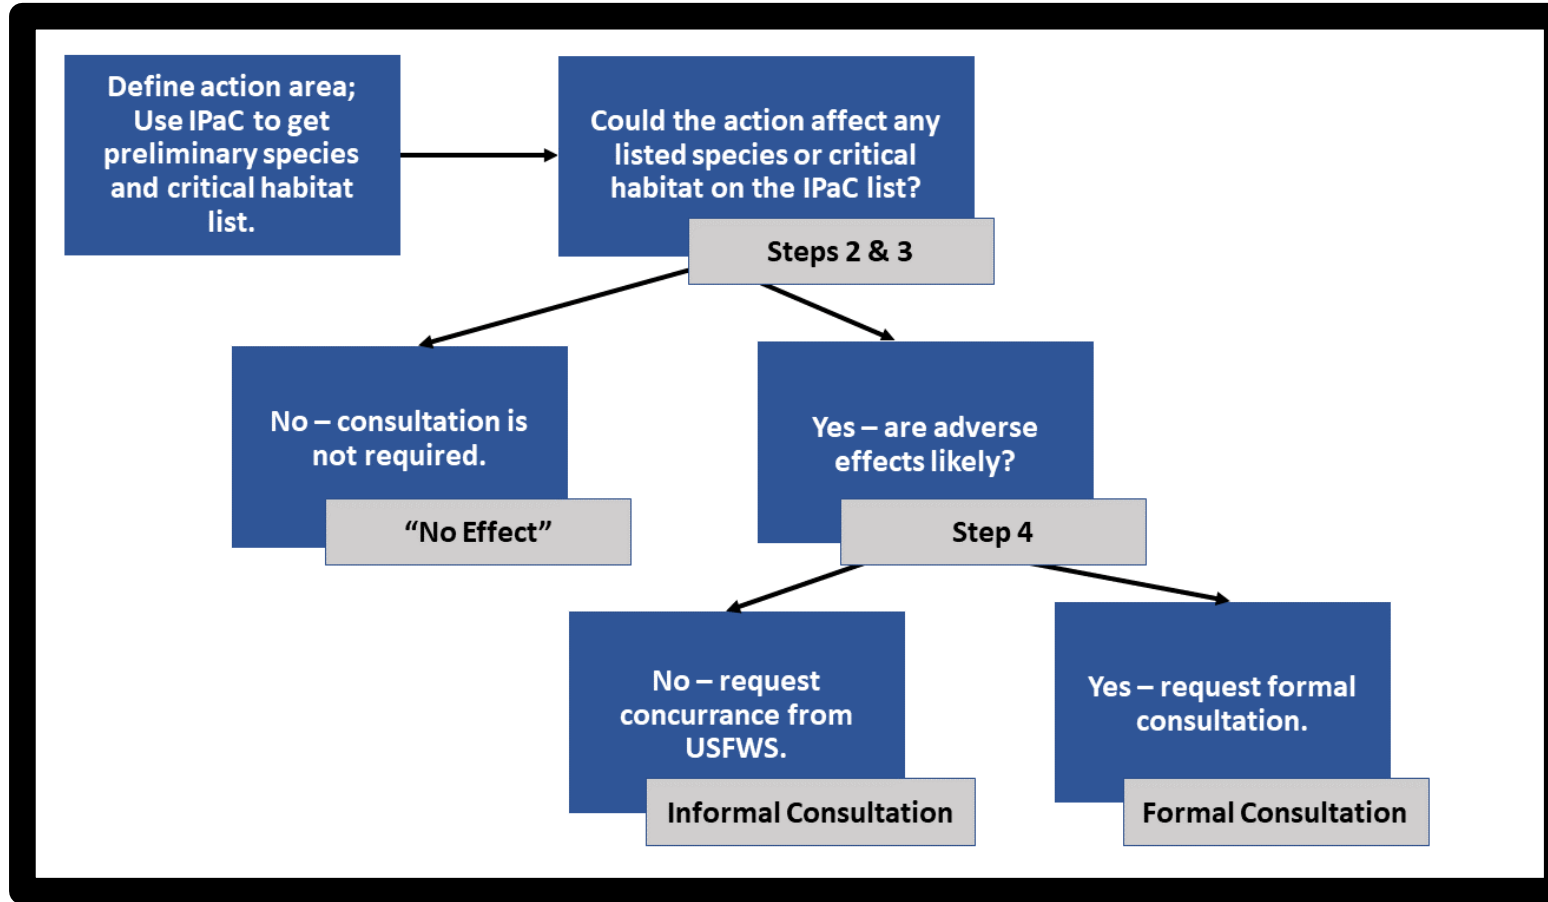 Define action area;
Use IPaC to get
preliminary species
and critical habitat
list.
Could the action affect any
listed species or critical
habitat on the IPaC list?
Steps 2 & 3
No – consultation is
not required.
“No Effect”
Yes – are adverse
effects likely?
Step 4
No – request
concurrance from
USFWS.
Informal Consultation
Yes – request formal
consultation.
Formal Consultation